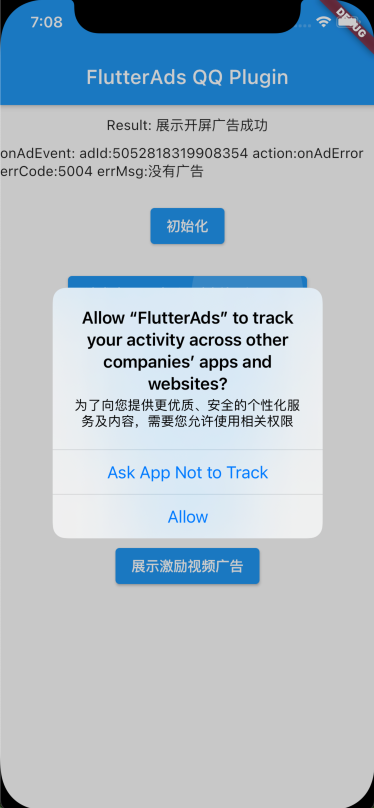 7:08
DEBUG
FlutterAds QQ Plugin
Result: 展示开屏广告成功
onAdEvent: adId:5052818319908354 action:onAdError
errCode:5004 errMsg:没有广告
初始化
Allow “FlutterAds” to track
your activity across other
companies’ apps and
websites?
为了向您提供更优质、安全的个性化服
务及内容，需要您允许使用相关权限
Ask App Not to Track
Allow
展示激励视频广告